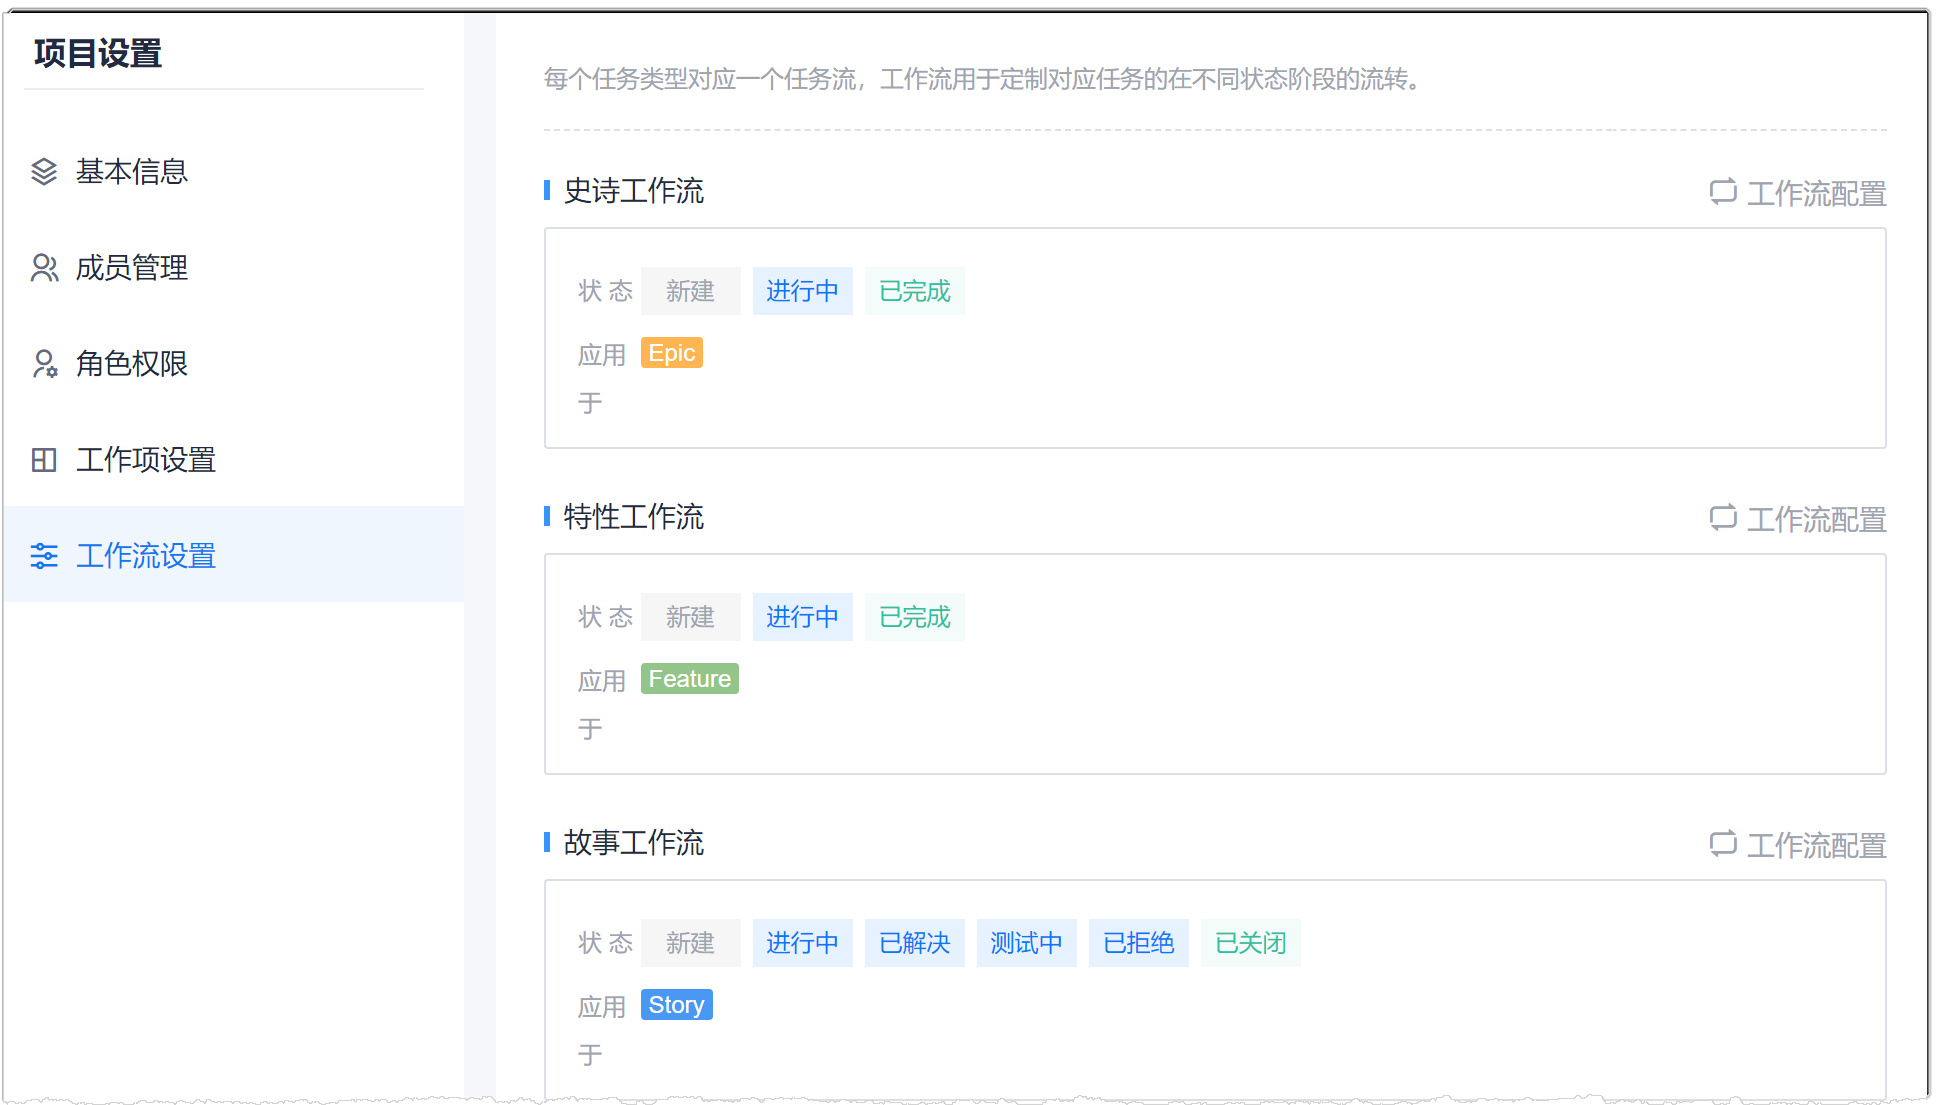 项目设置
基本信息
成员管理
角色权限
工作项设置
工作流设置
每个任务类型对应一个任务流，工作流用于定制对应任务的在不同状态阶段的流转。
史诗工作流 工作流配置
状态 新建 进行中 已完成
应用 Epic
于
特性工作流 工作流配置
状态 新建 进行中 已完成
应用 Feature
于
故事工作流 工作流配置
状态 新建 进行中 已解决 测试中 已拒绝 已关闭
应用 Story
于